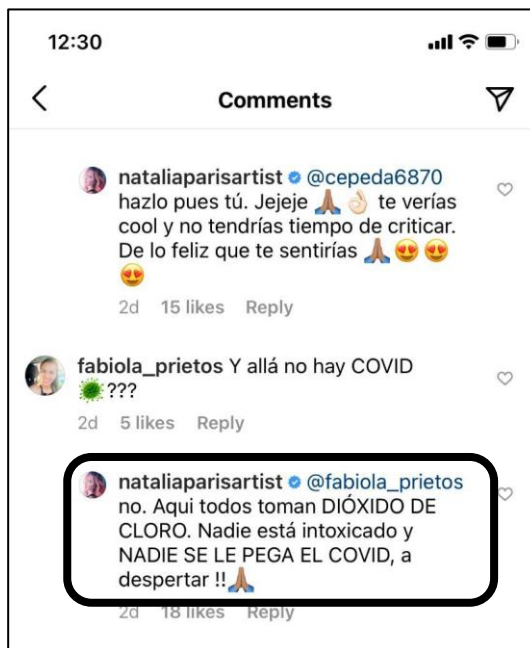 12:30
Comments
nataliaparisartist @cepeda6870
hazlo pues tú. Jejeje 🙏🏽 👌🏻 te verías
cool y no tendrías tiempo de criticar.
De lo feliz que te sentirías 🙏🏽 😍 😍
😍
2d 15 likes Reply
fabiola_prietos Y allá no hay COVID
🦠???
2d 5 likes Reply
nataliaparisartist @fabiola_prietos
no. Aqui todos toman DIÓXIDO DE
CLORO. Nadie está intoxicado y
NADIE SE LE PEGA EL COVID, a
despertar !!🙏🏽
2d 18 likes Reply